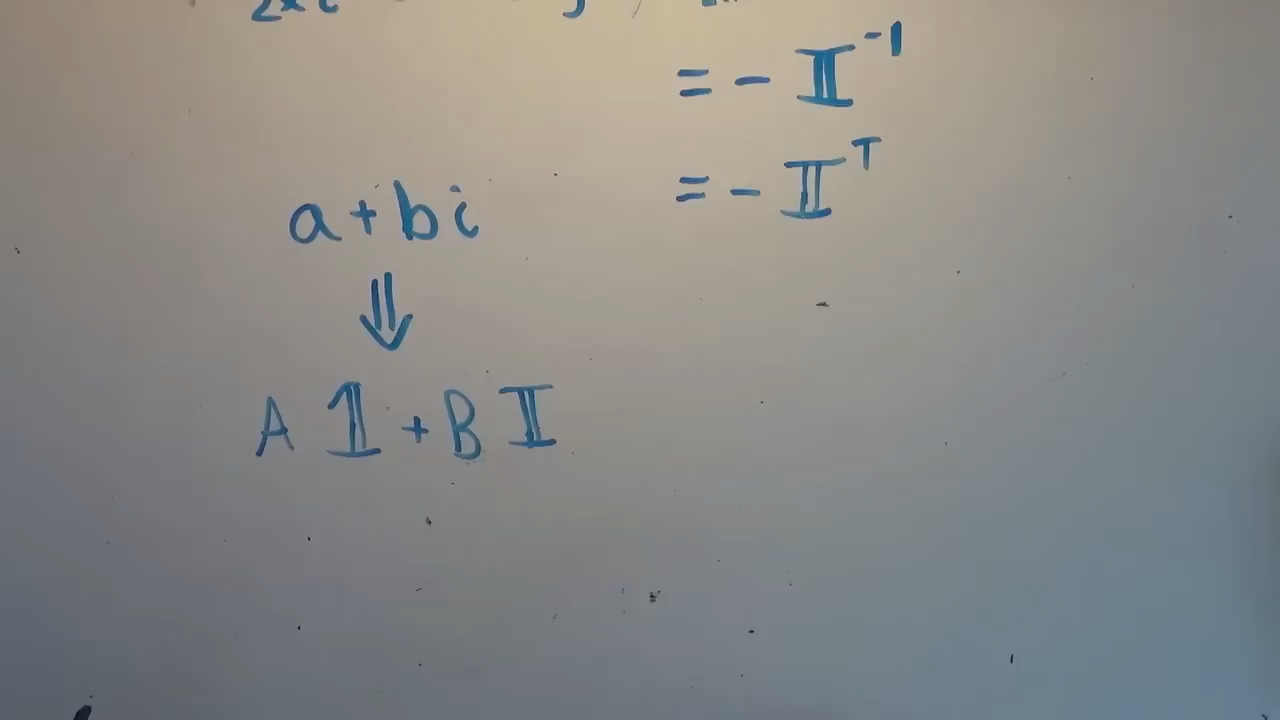 = - 𝕀⁻¹
= - 𝕀ᵀ
a + bi
⇓
A 𝟙 + B 𝕀